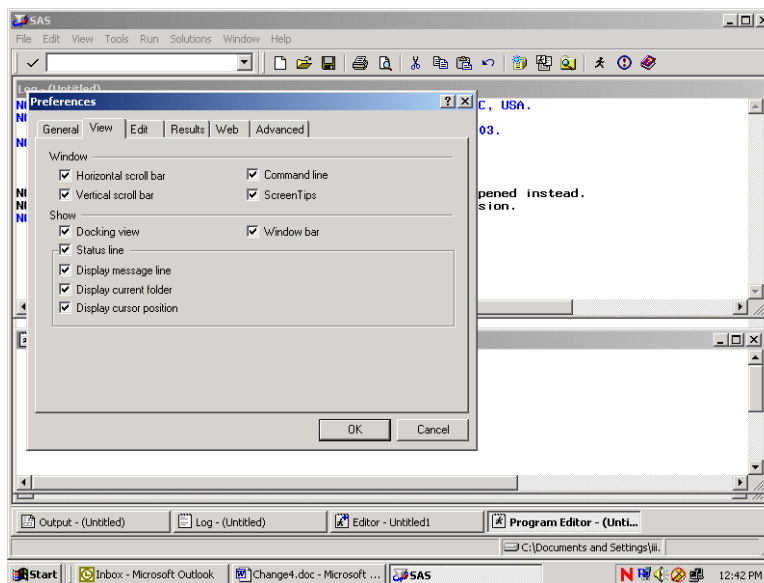 SAS
File Edit View Tools Run Solutions Window Help
Log - (Untitled)
Preferences
C, USA.
General View Edit Results Web Advanced
03.
Window
Horizontal scroll bar Command line
Vertical scroll bar ScreenTips
pened instead.
sion.
Show
Docking view Window bar
Status line
Display message line
Display current folder
Display cursor position
OK Cancel
Output - (Untitled) Log - (Untitled) Editor - Untitled1 Program Editor - (Unti...
C:\Documents and Settings\iii.
Start Inbox - Microsoft Outlook Change4.doc - Microsoft ... SAS N 12:42 PM